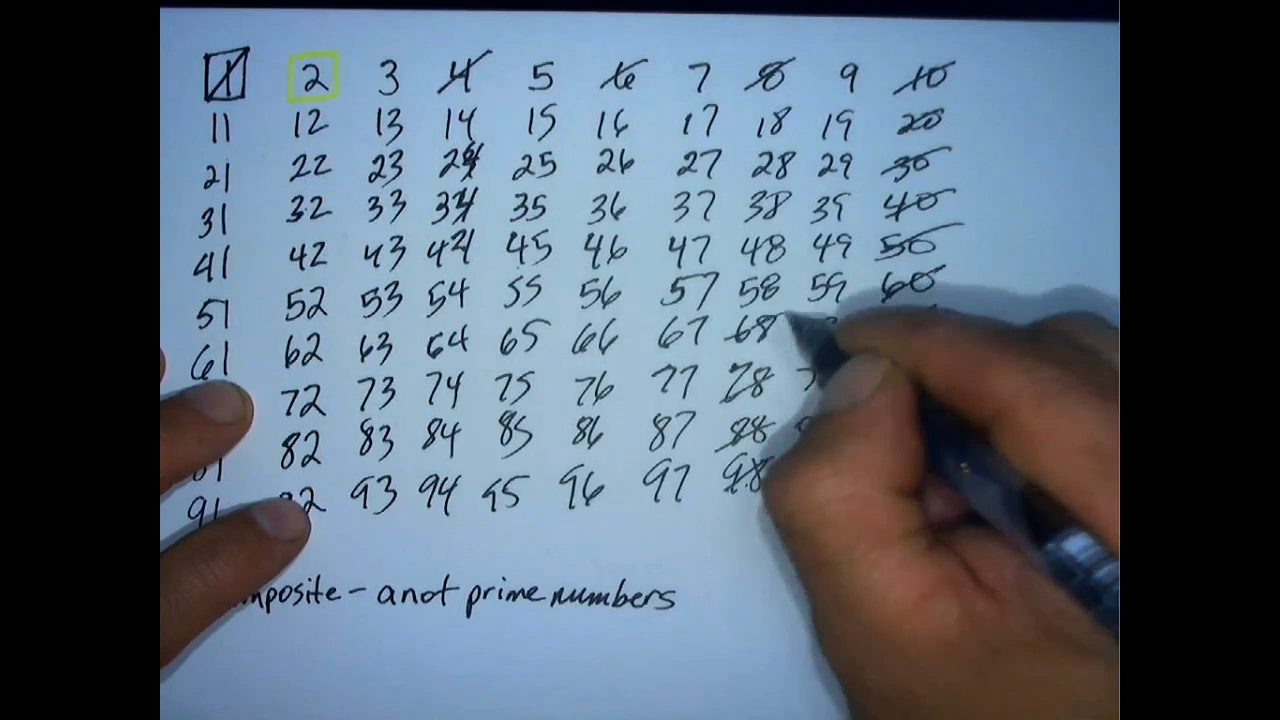 1 2 3 4 5 6 7 8 9 10
11 12 13 14 15 16 17 18 19 20
21 22 23 24 25 26 27 28 29 30
31 32 33 34 35 36 37 38 39 40
41 42 43 44 45 46 47 48 49 50
51 52 53 54 55 56 57 58 59 60
61 62 63 64 65 66 67 68
72 73 74 75 76 77 78
82 83 84 85 86 87 88
91 93 94 95 96 97 98
- a not prime numbers